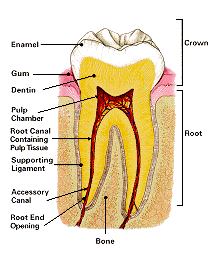 Enamel
Crown
Gum
Dentin
Pulp
Chamber
Root
Root Canal
Containing
Pulp Tissue
Supporting
Ligament
Accessory
Canal
Root End
Opening
Bone